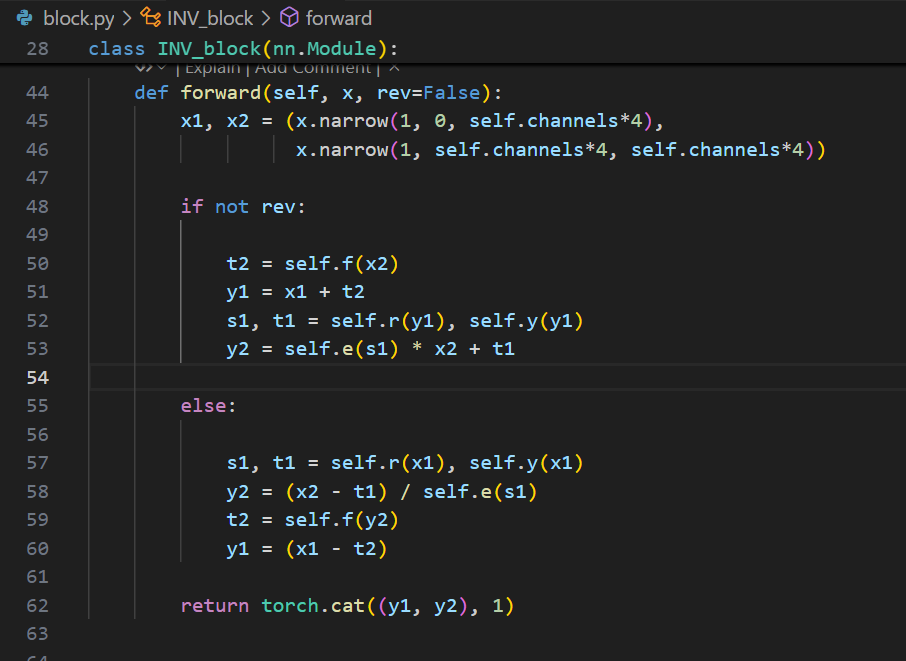 block.py > INV_block > forward
28 class INV_block(nn.Module):
| Explain | Add Comment | ×
44 def forward(self, x, rev=False):
45 x1, x2 = (x.narrow(1, 0, self.channels*4),
46 x.narrow(1, self.channels*4, self.channels*4))
47
48 if not rev:
49
50 t2 = self.f(x2)
51 y1 = x1 + t2
52 s1, t1 = self.r(y1), self.y(y1)
53 y2 = self.e(s1) * x2 + t1
54
55 else:
56
57 s1, t1 = self.r(x1), self.y(x1)
58 y2 = (x2 - t1) / self.e(s1)
59 t2 = self.f(y2)
60 y1 = (x1 - t2)
61
62 return torch.cat((y1, y2), 1)
63
64